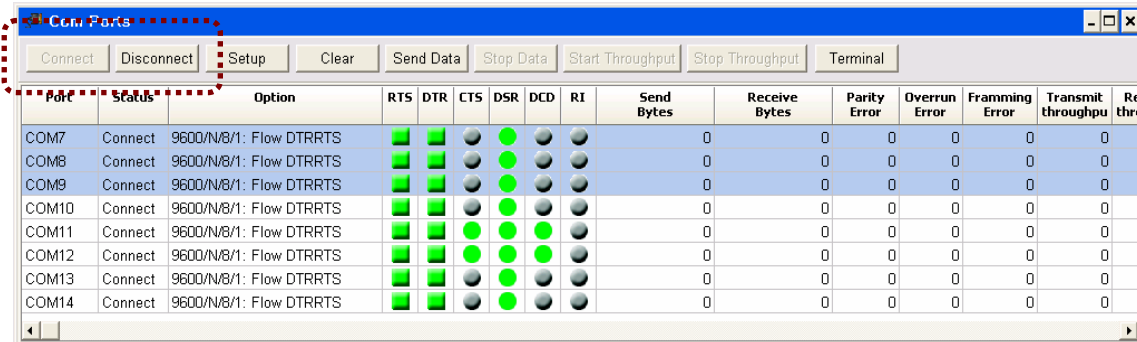 Com Ports
Connect Disconnect Setup Clear Send Data Stop Data Start Throughput Stop Throughput Terminal
Port Status Option RTS DTR CTS DSR DCD RI Send Bytes Receive Bytes Parity Error Overrun Error Framming Error Transmit throughpu Re thr
COM7 Connect 9600/N/8/1: Flow DTRRTS 0 0 0 0 0 0
COM8 Connect 9600/N/8/1: Flow DTRRTS 0 0 0 0 0 0
COM9 Connect 9600/N/8/1: Flow DTRRTS 0 0 0 0 0 0
COM10 Connect 9600/N/8/1: Flow DTRRTS 0 0 0 0 0 0
COM11 Connect 9600/N/8/1: Flow DTRRTS 0 0 0 0 0 0
COM12 Connect 9600/N/8/1: Flow DTRRTS 0 0 0 0 0 0
COM13 Connect 9600/N/8/1: Flow DTRRTS 0 0 0 0 0 0
COM14 Connect 9600/N/8/1: Flow DTRRTS 0 0 0 0 0 0